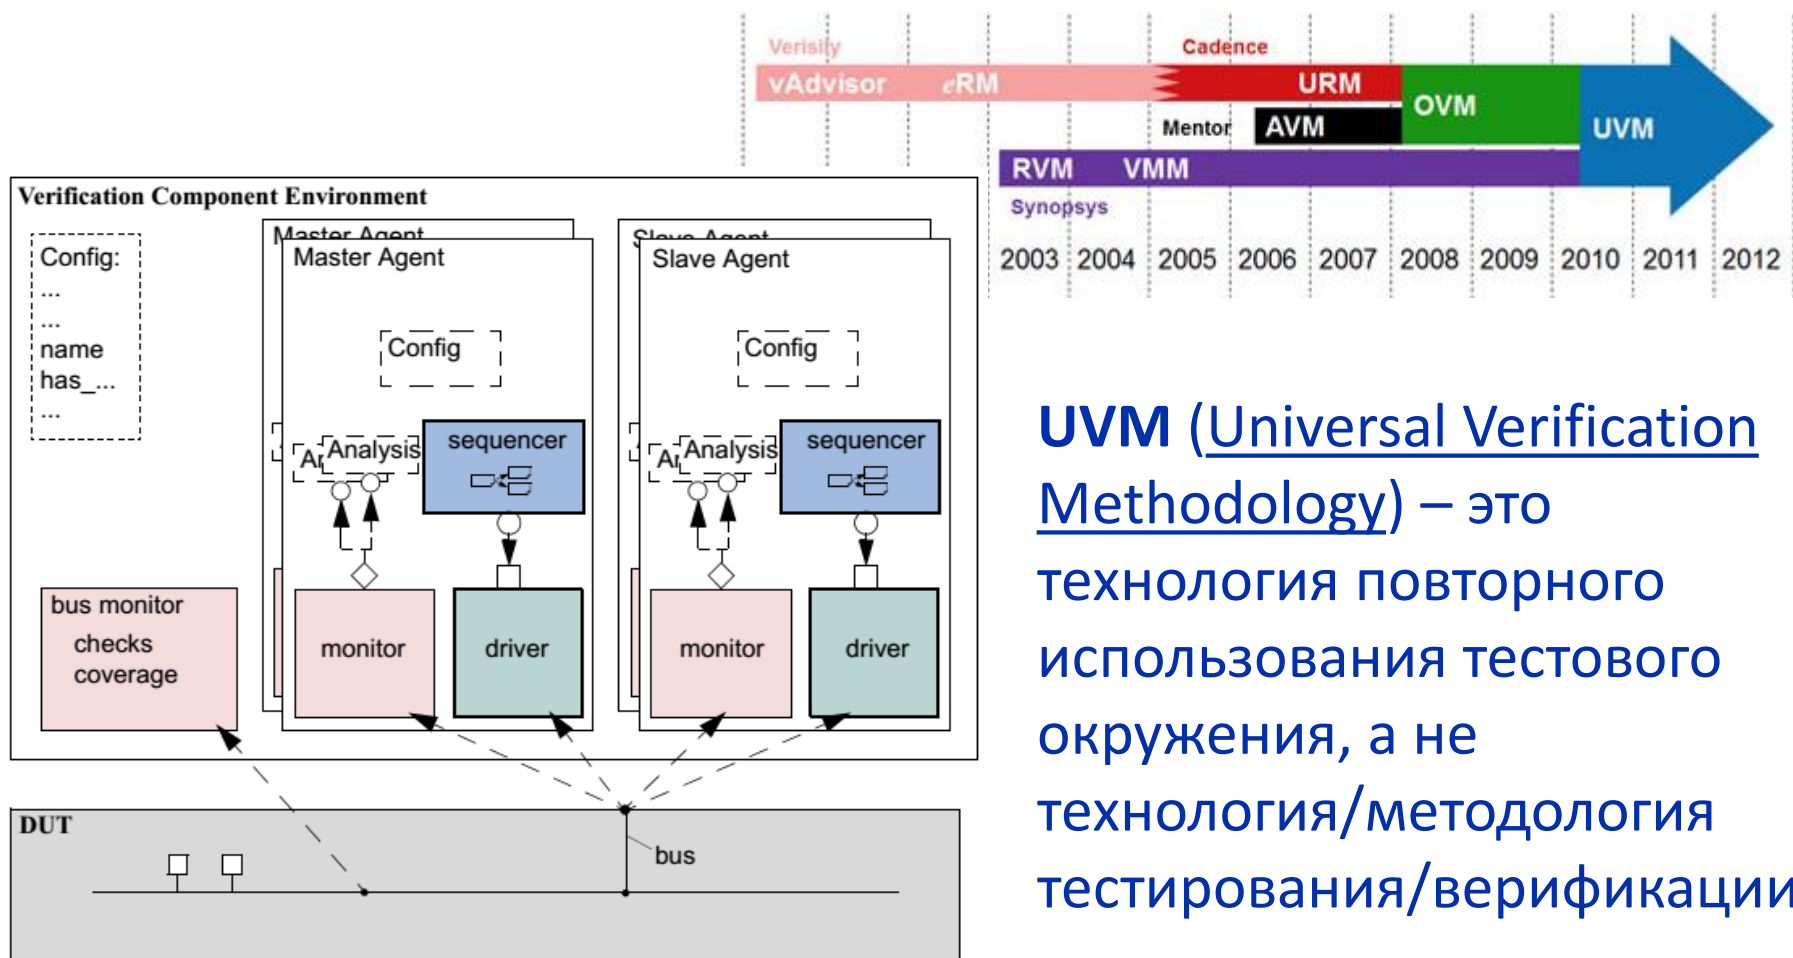 Verisity
Cadence
vAdvisor eRM URM OVM UVM
Mentor AVM
RVM VMM
Synopsys
2003 2004 2005 2006 2007 2008 2009 2010 2011 2012
Verification Component Environment
Config:
...
...
name
has_...
...
Master Agent
Master Agent
Config
Analysis
sequencer
monitor
driver
Slave Agent
Slave Agent
Config
Analysis
sequencer
monitor
driver
bus monitor
checks
coverage
DUT
bus
UVM (Universal Verification
Methodology) – это
технология повторного
использования тестового
окружения, а не
технология/методология
тестирования/верификации